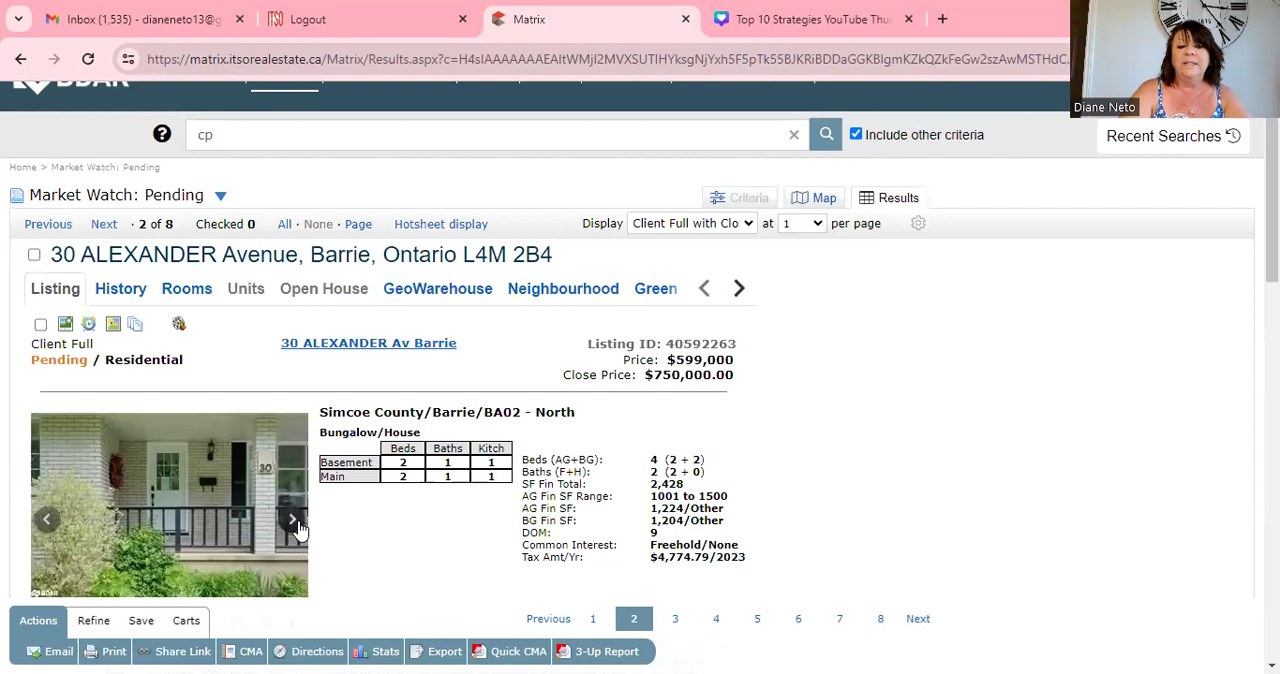 Inbox (1,535) - dianeneto13@g
Logout
Matrix
Top 10 Strategies YouTube Thu
https://matrix.itsorealestate.ca/Matrix/Results.aspx?c=H4sIAAAAAAAEAItWMjI2MVXSUTIHYksgNjYxh5F5pTk55BJKRiBDDaGGKBIgmKZkQZkFeGw2szAwMSTHdC.
Diane Neto
cp
Include other criteria
Recent Searches
Home > Market Watch: Pending
Market Watch: Pending
Criteria
Map
Results
Previous Next · 2 of 8 Checked 0 All · None · Page Hotsheet display
Display Client Full with Clo at 1 per page
30 ALEXANDER Avenue, Barrie, Ontario L4M 2B4
Listing History Rooms Units Open House GeoWarehouse Neighbourhood Green
Client Full
30 ALEXANDER Av Barrie
Listing ID: 40592263
Pending / Residential
Price: $599,000
Close Price: $750,000.00
Simcoe County/Barrie/BA02 - North
Bungalow/House
Beds Baths Kitch
Basement 2 1 1
Main 2 1 1
Beds (AG+BG): 4 (2 + 2)
Baths (F+H): 2 (2 + 0)
SF Fin Total: 2,428
AG Fin SF Range: 1001 to 1500
AG Fin SF: 1,224/Other
BG Fin SF: 1,204/Other
DOM: 9
Common Interest: Freehold/None
Tax Amt/Yr: $4,774.79/2023
30
Actions Refine Save Carts
Previous 1 2 3 4 5 6 7 8 Next
Email Print Share Link CMA Directions Stats Export Quick CMA 3-Up Report